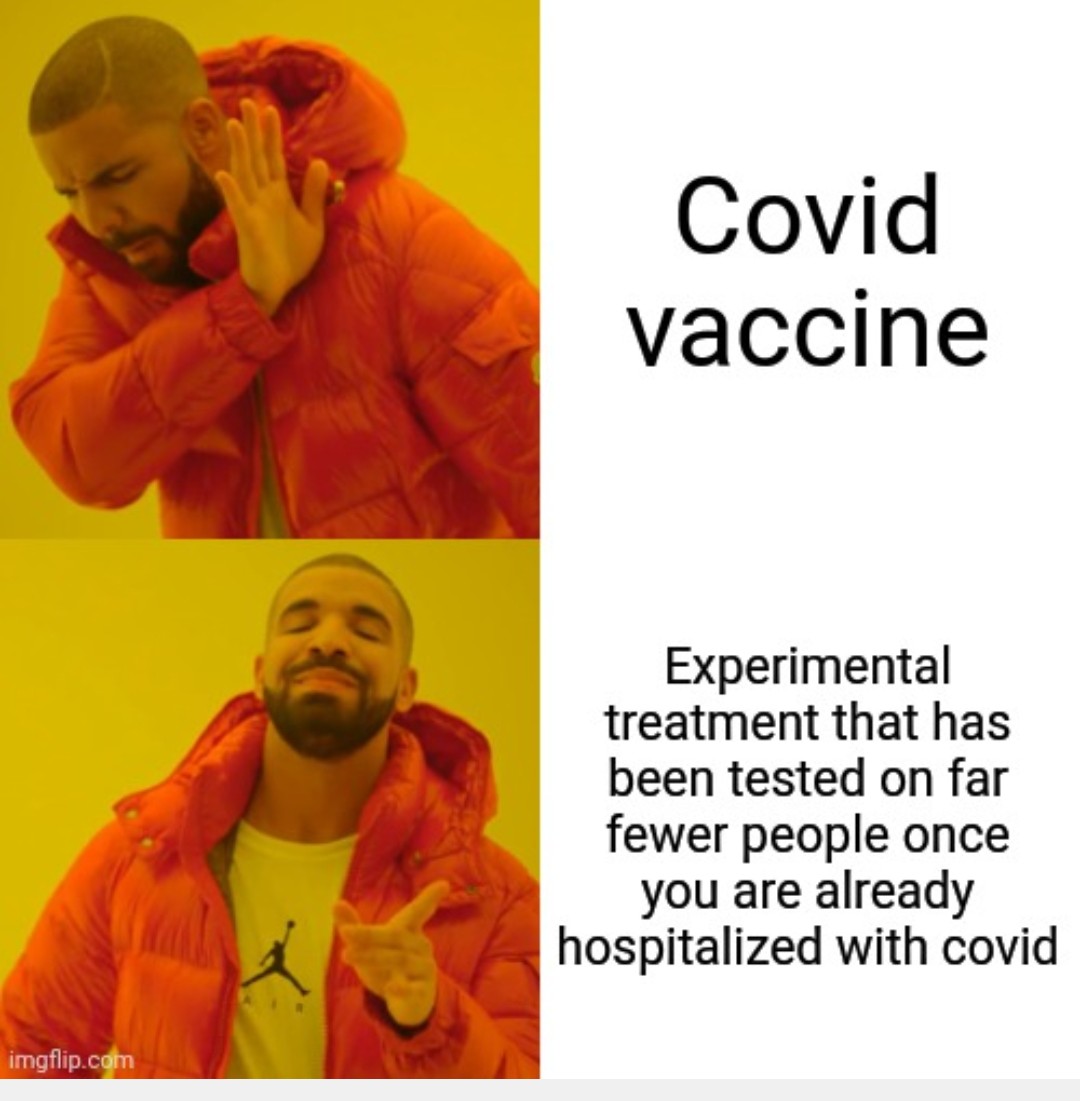 Covid
vaccine
Experimental
treatment that has
been tested on far
fewer people once
you are already
hospitalized with covid
A I R
imgflip.com